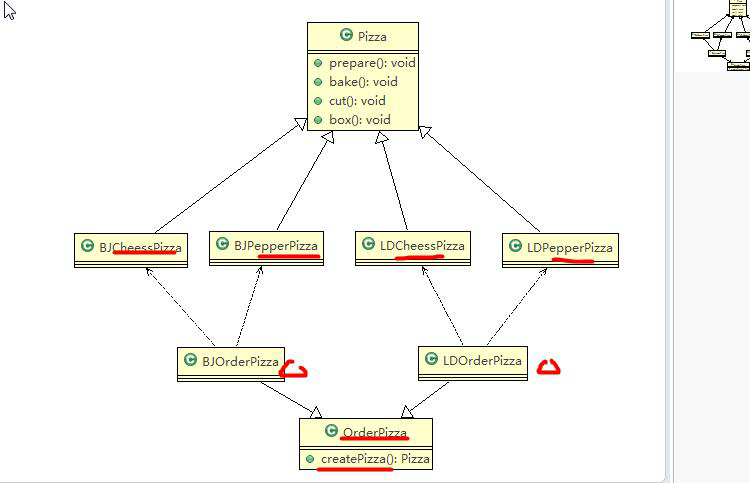 Pizza
prepare(): void
bake(): void
cut(): void
box(): void
BJCheessPizza
BJPepperPizza
LDCheessPizza
LDPepperPizza
BJOrderPizza
LDOrderPizza
OrderPizza
createPizza(): Pizza